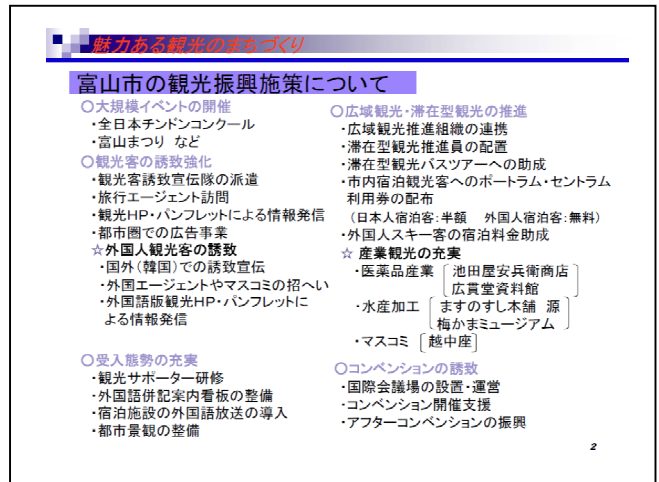 魅力ある観光のまちづくり
富山市の観光振興施策について
○大規模イベントの開催
・全日本チンドンコンクール
・富山まつり など
○観光客の誘致強化
・観光客誘致宣伝隊の派遣
・旅行エージェント訪問
・観光HP・パンフレットによる情報発信
・都市圏での広告事業
☆外国人観光客の誘致
・国外(韓国)での誘致宣伝
・外国エージェントやマスコミの招へい
・外国語版観光HP・パンフレットに
よる情報発信
○受入態勢の充実
・観光サポーター研修
・外国語併記案内看板の整備
・宿泊施設の外国語放送の導入
・都市景観の整備
○広域観光・滞在型観光の推進
・広域観光推進組織の連携
・滞在型観光推進員の配置
・滞在型観光バスツアーへの助成
・市内宿泊観光客へのポートラム・セントラム
利用券の配布
(日本人宿泊客:半額 外国人宿泊客:無料)
・外国人スキー客の宿泊料金助成
☆ 産業観光の充実
・医薬品産業 池田屋安兵衛商店
広貫堂資料館
・水産加工 ますのすし本舗 源
梅かまミュージアム
・マスコミ 越中座
○コンベンションの誘致
・国際会議場の設置・運営
・コンベンション開催支援
・アフターコンベンションの振興
2